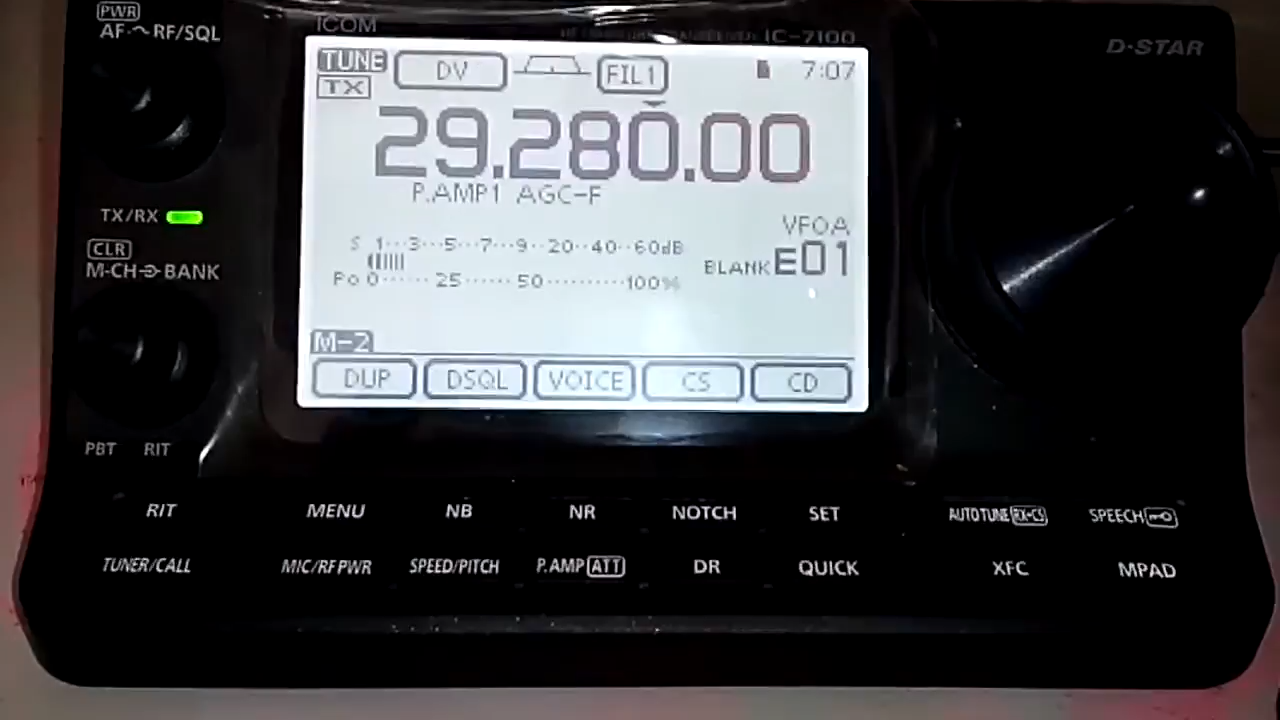 PWR
AF RF/SQL
ICOM
IC-7100
D-STAR
TUNE DV FIL1 7:07
TX
29.280.00
P.AMP1 AGC-F
TX/RX
VFOA
S 1···3···5···7···9··20··40··60dB
BLANK E01
Po 0······25······50··········100%
CLR
M-CH BANK
M-2
DUP DSQL VOICE CS CD
PBT RIT
RIT MENU NB NR NOTCH SET AUTOTUNE RX→CS SPEECH
TUNER/CALL MIC/RF PWR SPEED/PITCH P.AMP ATT DR QUICK XFC MPAD